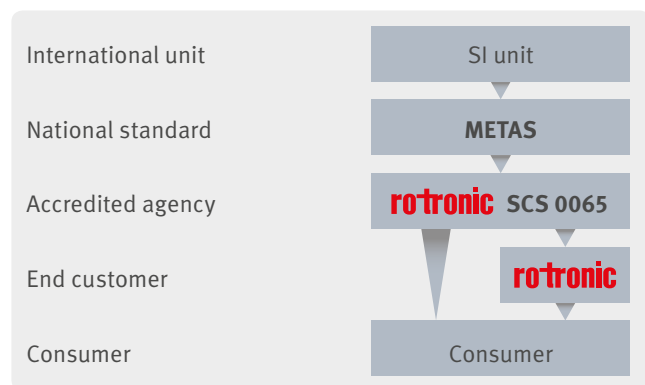 International unit SI unit
National standard METAS
Accredited agency rotronic SCS 0065
End customer rotronic
Consumer Consumer